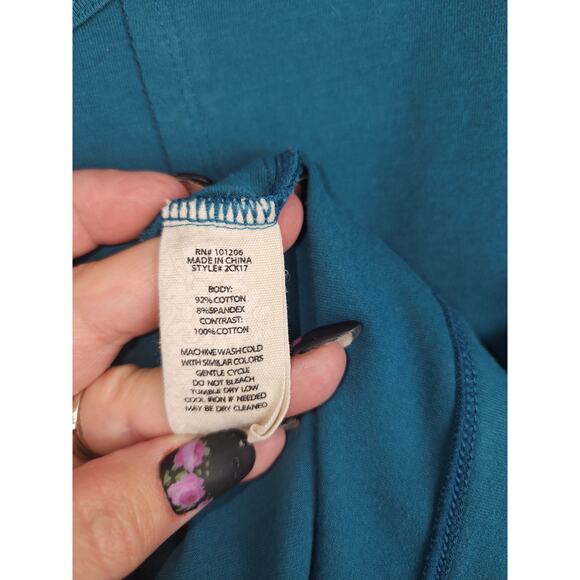 RN# 101206
MADE IN CHINA
STYLE# 2CK17
BODY:
92% COTTON
8%SPANDEX
CONTRAST:
100%COTTON
MACHINE WASH COLD
WITH SIMILAR COLORS
GENTLE CYCLE
DO NOT BLEACH
TUMBLE DRY LOW
COOL IRON IF NEEDED
MAY BE DRY CLEANED